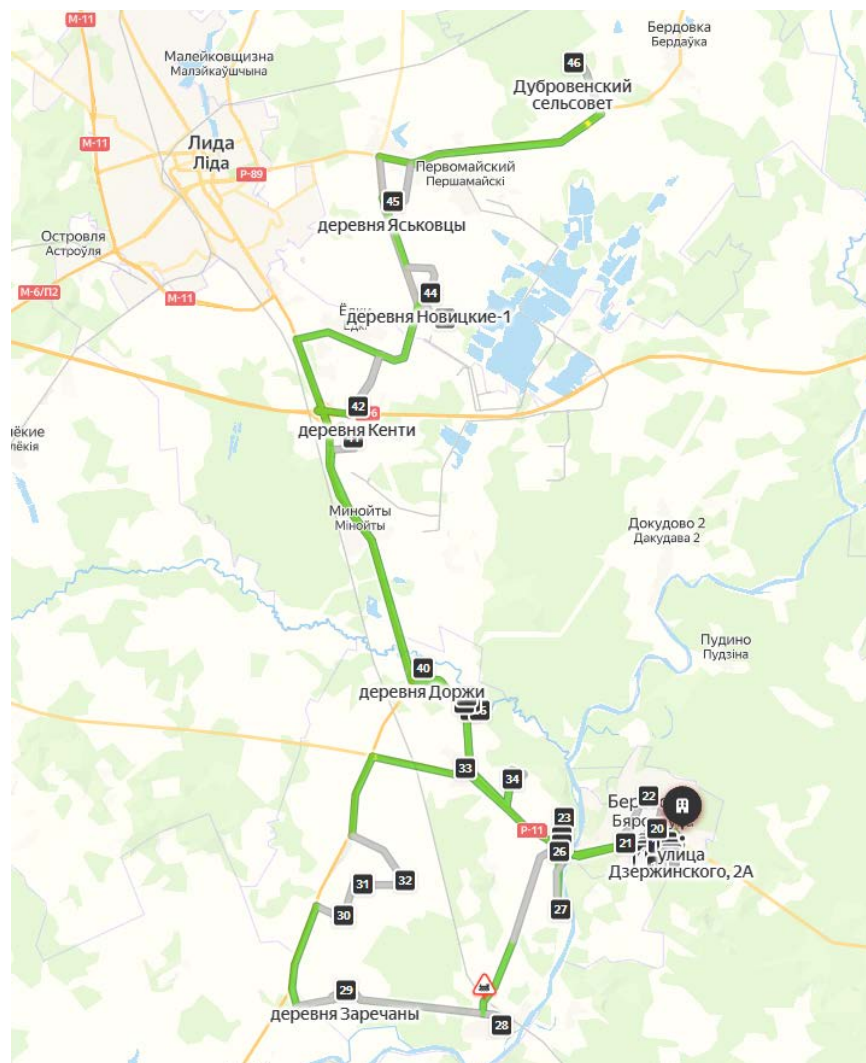 М-11
Бердовка
Бердаўка
Малейковщизна
Малэйкаўшчына
46
Дубровенский
сельсовет
М-11
Лида
Ліда
Р-89
Первомайский
Першамайскі
45
деревня Яськовцы
Островля
Астроўля
М-6/П2
М-11
44
деревня Новицкие-1
42
деревня Кенти
Минойты
Мінойты
Докудово 2
Дакудава 2
Пудино
Пудзіна
40
деревня Доржи
33
34
22
23
Р-11
20
21
26
улица
Дзержинского, 2А
32
31
30
27
29
деревня Заречаны
28